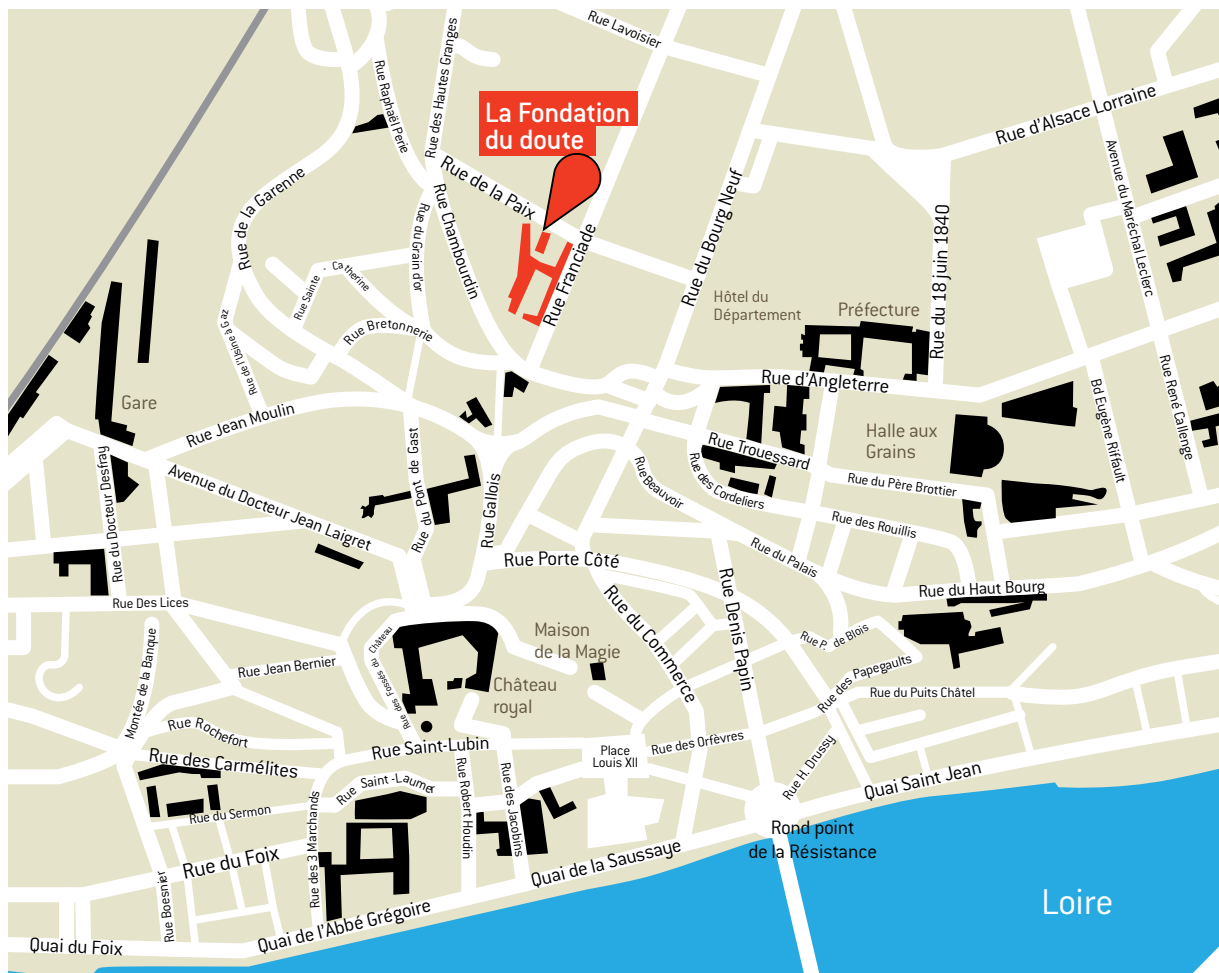 Rue Lavoisier
Rue des Hautes Granges
Rue Raphaël Perie
La Fondation
du doute
Rue d'Alsace Lorraine
Avenue du Maréchal Leclerc
Rue de la Paix
Rue de la Garenne
Rue Chambourdin
Rue du Grain d'or
Rue du Bourg Neuf
Rue Franciade
Rue du 18 juin 1840
Rue Sainte - Catherine
Hôtel du
Département
Préfecture
Rue Bretonnerie
Rue de l'Usine à Gaz
Rue d'Angleterre
Bd Eugène Riffault
Rue René Callenge
Gare
Rue Jean Moulin
Halle aux
Grains
Rue Trouessard
Rue du Docteur Desfray
Avenue du Docteur Jean Laigret
Rue du Pont de Gast
Rue Gallois
Rue Beauvoir
Rue des Cordeliers
Rue du Père Brottier
Rue des Rouillis
Rue Porte Côté
Rue du Palais
Rue du Haut Bourg
Rue Des Lices
Rue du Commerce
Rue Denis Papin
Rue P. de Blois
Maison
de la Magie
Rue des Fossés du Château
Montée de la Banque
Rue Jean Bernier
Château
royal
Rue des Papegaults
Rue du Puits Châtel
Rue Rochefort
Rue Saint-Lubin
Place
Louis XII
Rue des Orfèvres
Rue des Carmélites
Rue H. Drussy
Quai Saint Jean
Rue Saint-Laumer
Rue Robert Houdin
Rue des Jacobins
Rue du Sermon
Rue des 3 Marchands
Rond point
de la Résistance
Rue du Foix
Quai de la Saussaye
Rue Boesnier
Loire
Quai de l'Abbé Grégoire
Quai du Foix